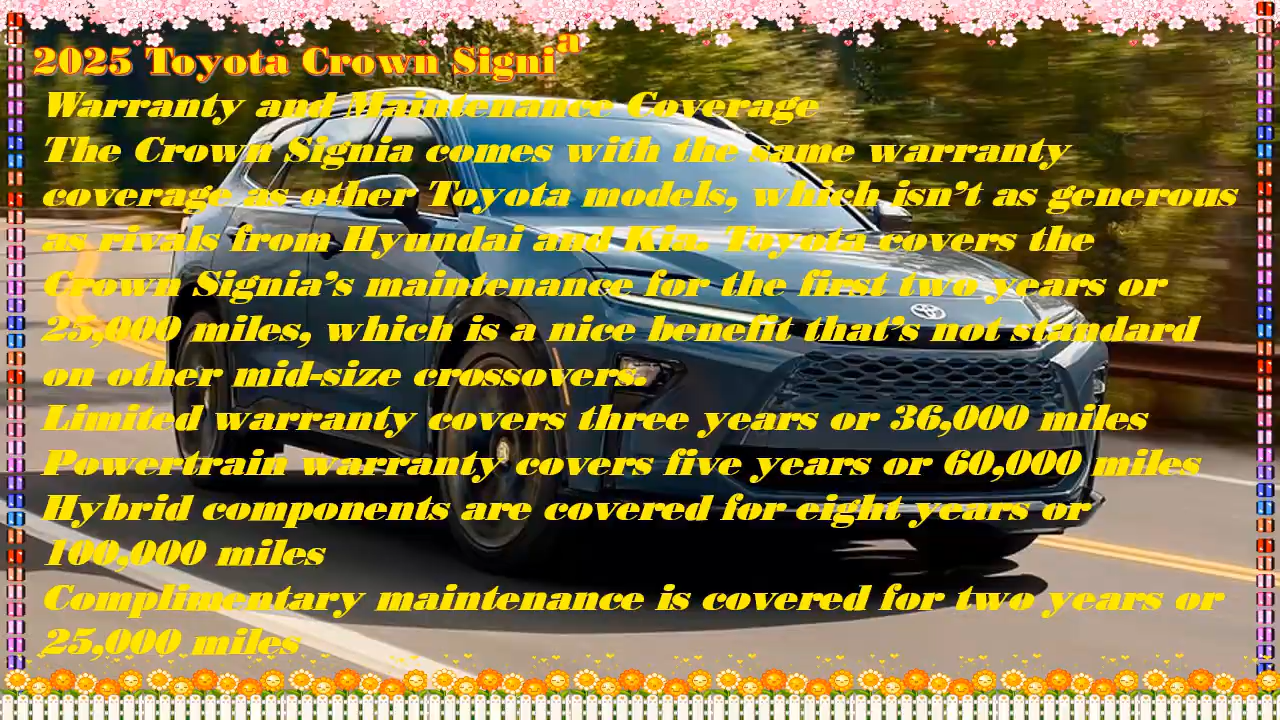 2025 Toyota Crown Signia
Warranty and Maintenance Coverage
The Crown Signia comes with the same warranty
coverage as other Toyota models, which isn’t as generous
as rivals from Hyundai and Kia. Toyota covers the
Crown Signia’s maintenance for the first two years or
25,000 miles, which is a nice benefit that’s not standard
on other mid-size crossovers.
Limited warranty covers three years or 36,000 miles
Powertrain warranty covers five years or 60,000 miles
Hybrid components are covered for eight years or
100,000 miles
Complimentary maintenance is covered for two years or
25,000 miles